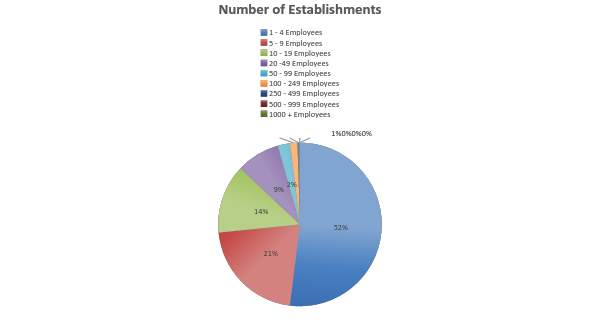 Number of Establishments
1 - 4 Employees
5 - 9 Employees
10 - 19 Employees
20 -49 Employees
50 - 99 Employees
100 - 249 Employees
250 - 499 Employees
500 - 999 Employees
1000 + Employees
1%0%0%0%
9% 2%
14%
52%
21%